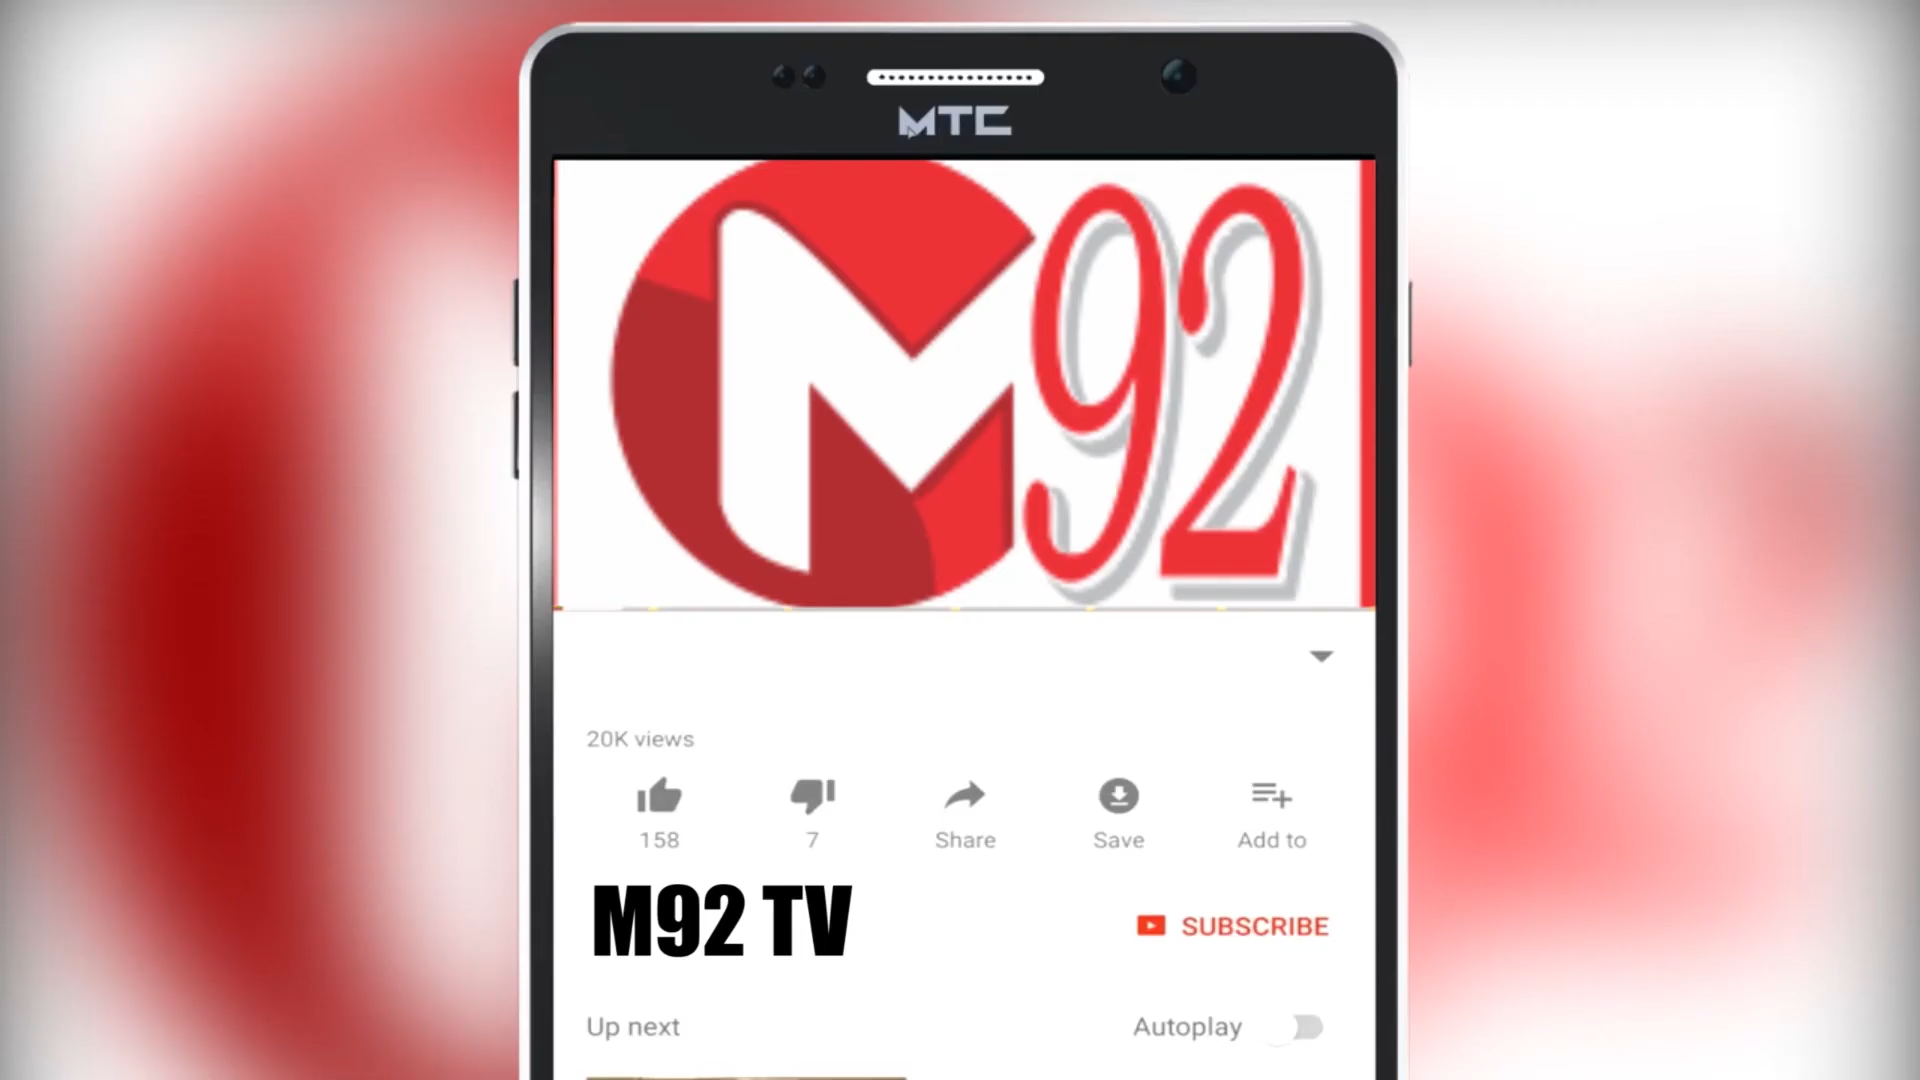 MTC
M92
20K views
158 7 Share Save Add to
M92 TV
SUBSCRIBE
Up next Autoplay